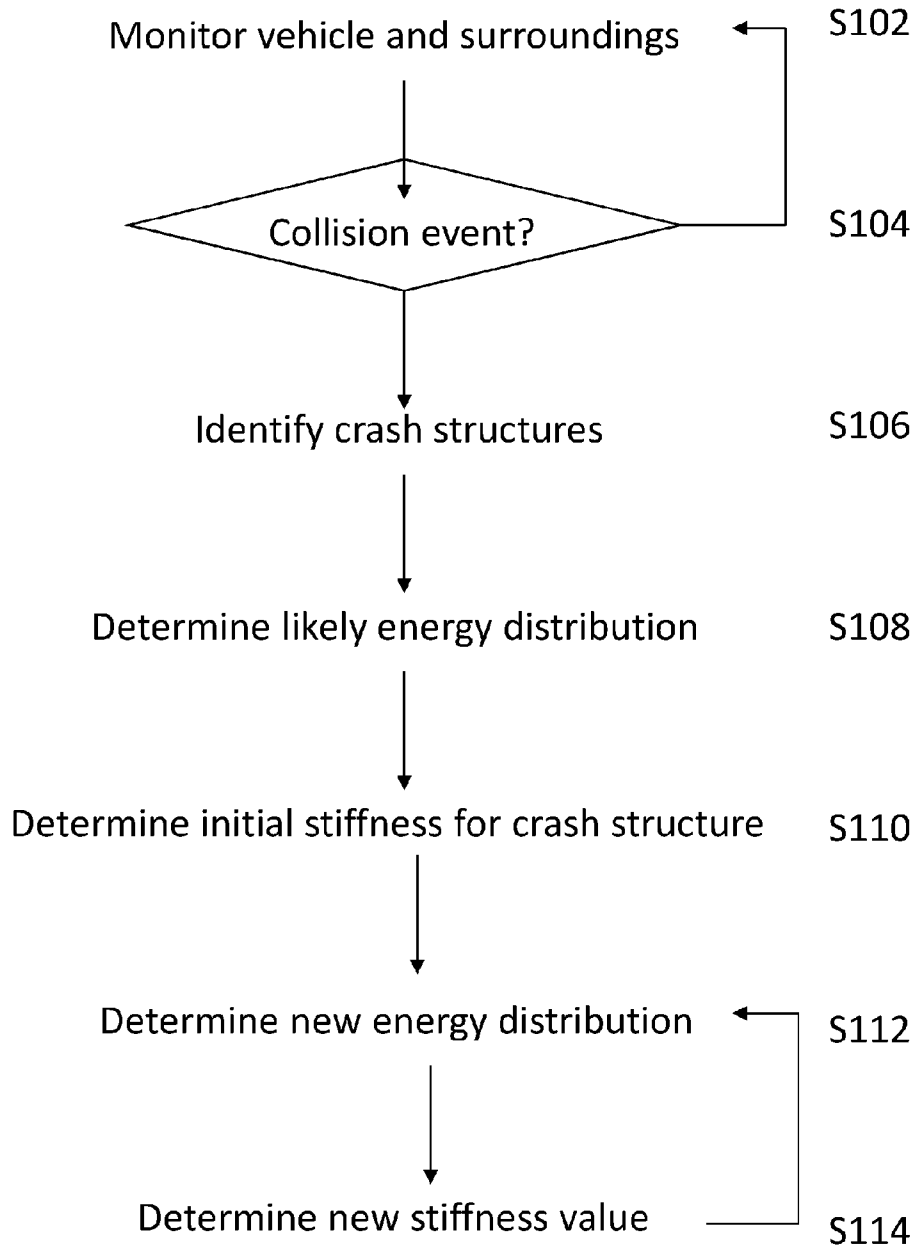 Monitor vehicle and surroundings S102
Collision event? S104
Identify crash structures S106
Determine likely energy distribution S108
Determine initial stiffness for crash structure S110
Determine new energy distribution S112
Determine new stiffness value S114